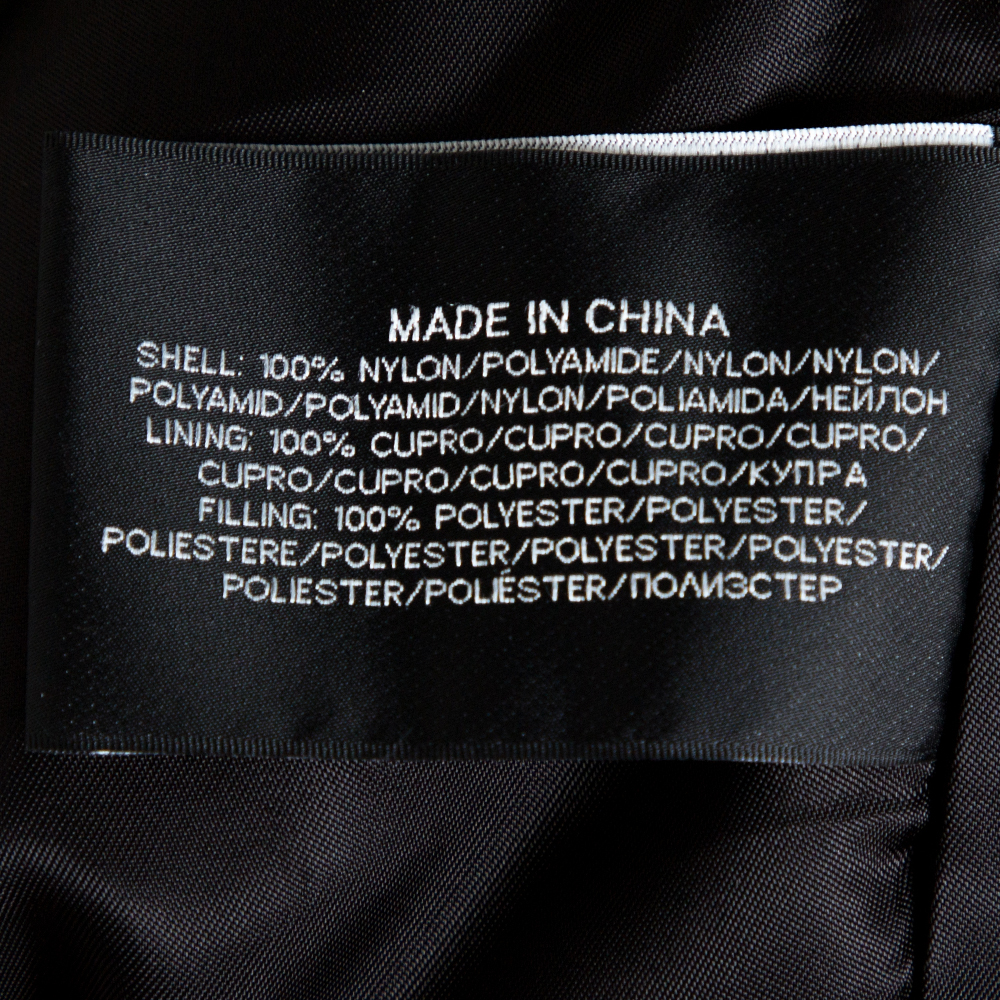 MADE IN CHINA
SHELL: 100% NYLON/POLYAMIDE/NYLON/NYLON/
POLYAMID/POLYAMID/NYLON/POLIAMIDA/НЕЙЛОН
LINING: 100% CUPRO/CUPRO/CUPRO/CUPRO/
CUPRO/CUPRO/CUPRO/CUPRO/КУПРА
FILLING: 100% POLYESTER/POLYESTER/
POLIESTERE/POLYESTER/POLYESTER/POLYESTER/
POLIESTER/POLIÉSTER/ПОЛИЗСТЕР